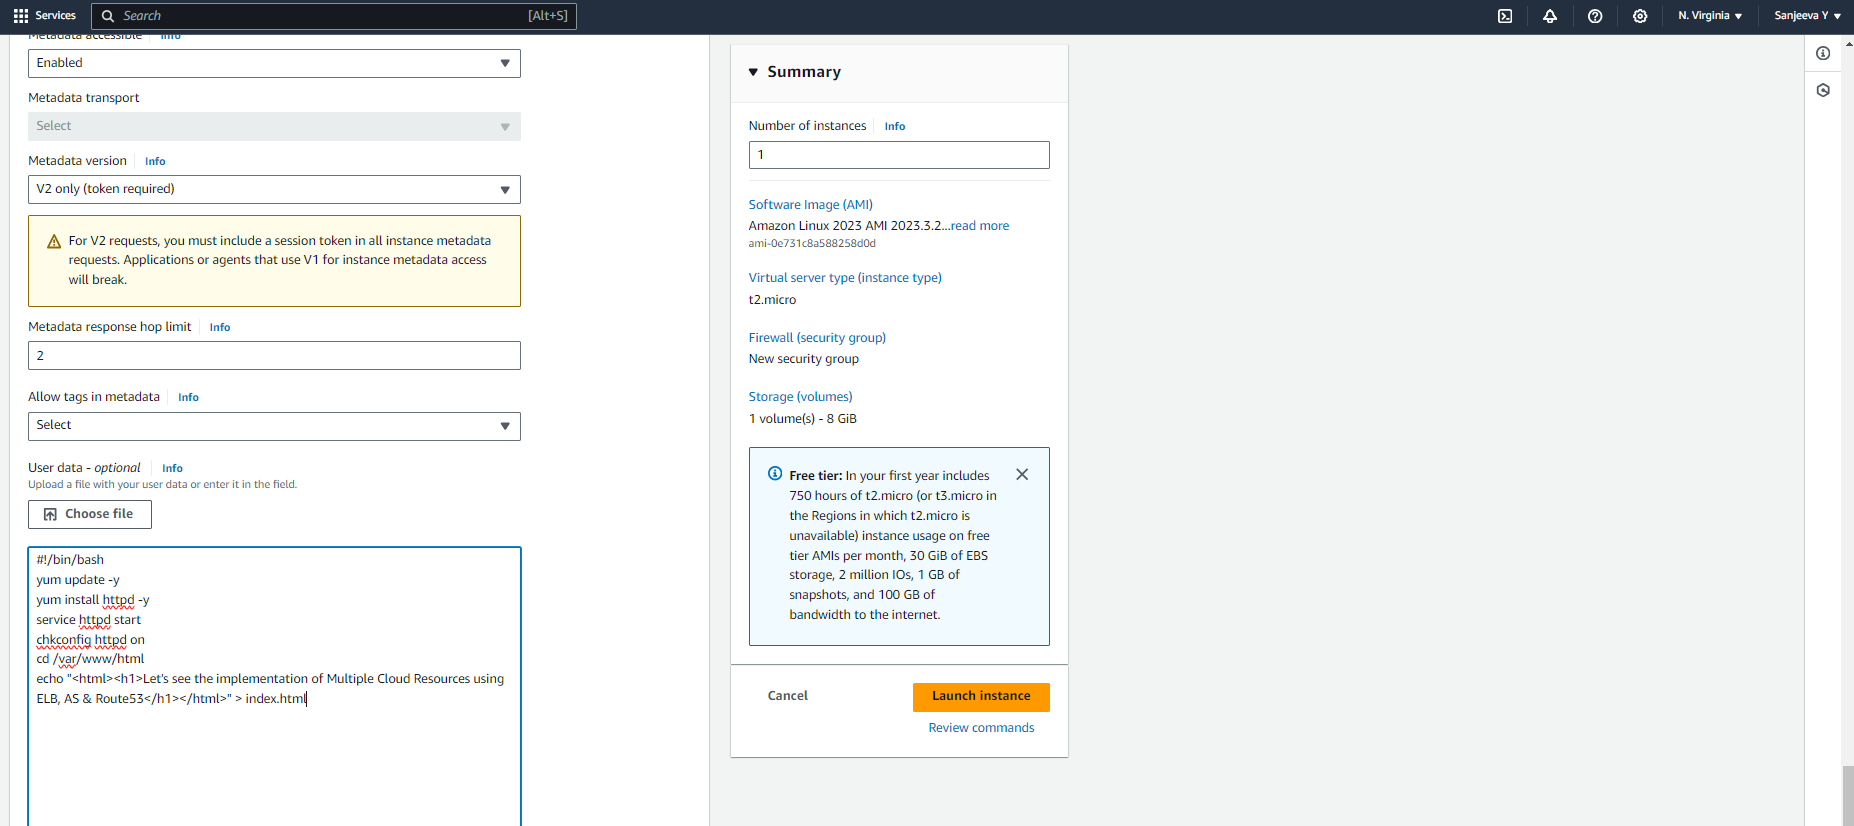 Services
Search [Alt+S]
N. Virginia
Sanjeeva Y
Metadata accessible Info
Enabled
Metadata transport
Select
Metadata version Info
V2 only (token required)
For V2 requests, you must include a session token in all instance metadata
requests. Applications or agents that use V1 for instance metadata access
will break.
Metadata response hop limit Info
2
Allow tags in metadata Info
Select
User data - optional Info
Upload a file with your user data or enter it in the field.
Choose file
#!/bin/bash
yum update -y
yum install httpd -y
service httpd start
chkconfig httpd on
cd /var/www/html
echo "<html><h1>Let's see the implementation of Multiple Cloud Resources using
ELB, AS & Route53</h1></html>" > index.html
Summary
Number of instances Info
1
Software Image (AMI)
Amazon Linux 2023 AMI 2023.3.2...read more
ami-0e731c8a588258d0d
Virtual server type (instance type)
t2.micro
Firewall (security group)
New security group
Storage (volumes)
1 volume(s) - 8 GiB
Free tier: In your first year includes
750 hours of t2.micro (or t3.micro in
the Regions in which t2.micro is
unavailable) instance usage on free
tier AMIs per month, 30 GiB of EBS
storage, 2 million IOs, 1 GB of
snapshots, and 100 GB of
bandwidth to the internet.
Cancel
Launch instance
Review commands